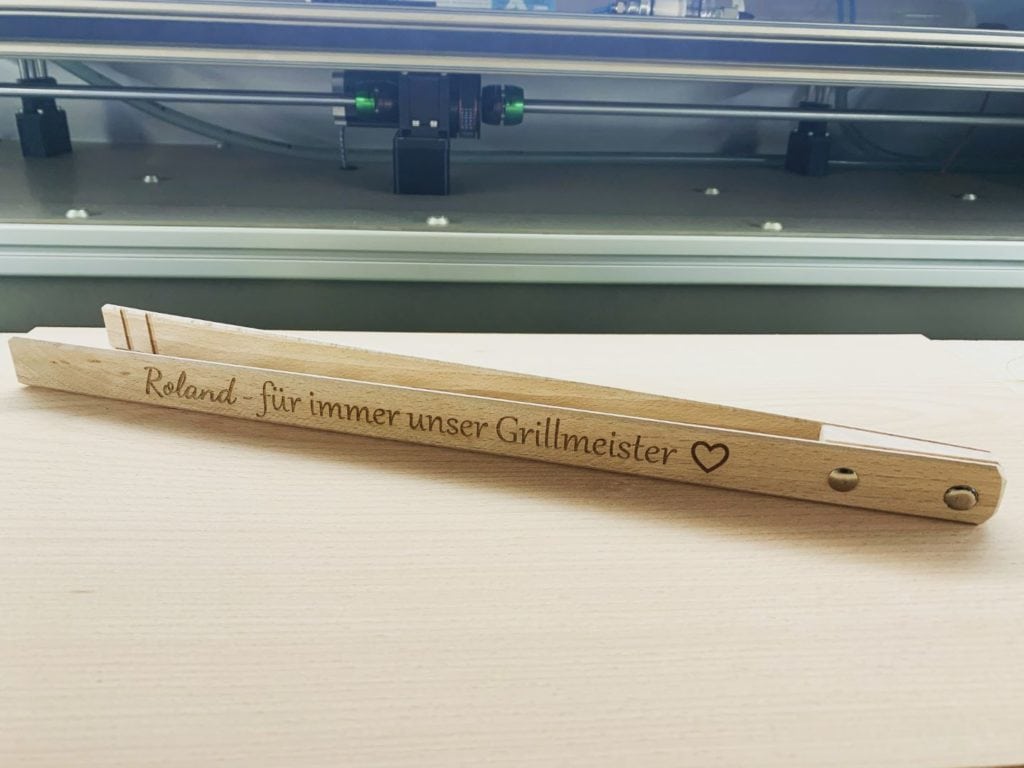 Roland - für immer unser Grillmeister ♡